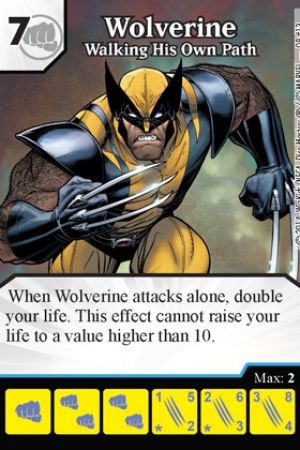 7
Wolverine
Walking His Own Path
When Wolverine attacks alone, double
your life. This effect cannot raise your
life to a value higher than 10.
Max: 2
1 5
* 2
2 6
* 3
3 8
4